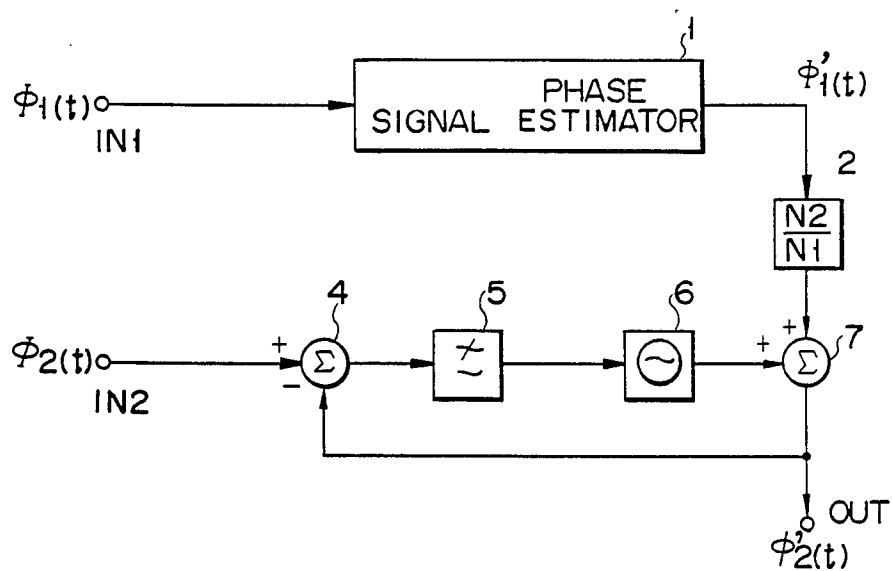 1
Φ1(t)
IN1
SIGNAL PHASE ESTIMATOR
Φ'1(t)
2
N2
N1
Φ2(t)
IN2
+
−
Σ
4
5
6
+
+
Σ
7
OUT
Φ'2(t)